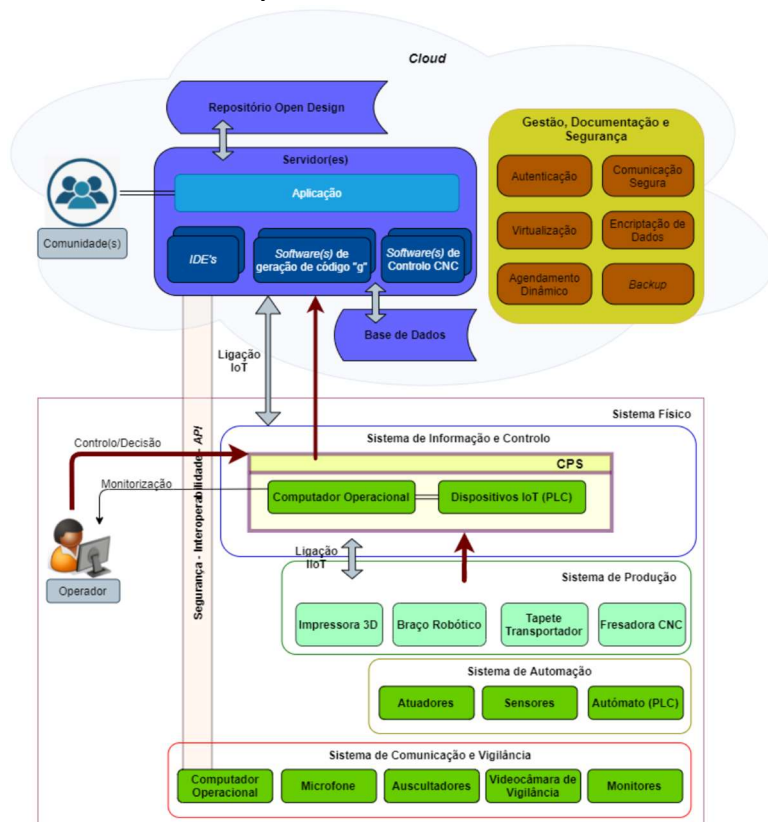 Cloud
Repositório Open Design
Gestão, Documentação e
Segurança
Servidor(es)
Aplicação
Autenticação
Comunicação
Segura
Comunidade(s)
Virtualização
Encriptação de
Dados
IDE's
Software(s) de
geração de código "g"
Software(s) de
Controlo CNC
Agendamento
Dinâmico
Backup
Base de Dados
Ligação
IoT
Sistema Físico
Segurança - Interoperabilidade - API
Controlo/Decisão
Sistema de Informação e Controlo
CPS
Monitorização
Computador Operacional
Dispositivos IoT (PLC)
Operador
Ligação
IIoT
Sistema de Produção
Impressora 3D
Braço Robótico
Tapete
Transportador
Fresadora CNC
Sistema de Automação
Atuadores
Sensores
Autómato (PLC)
Sistema de Comunicação e Vigilância
Computador
Operacional
Microfone
Auscultadores
Videocâmara de
Vigilância
Monitores